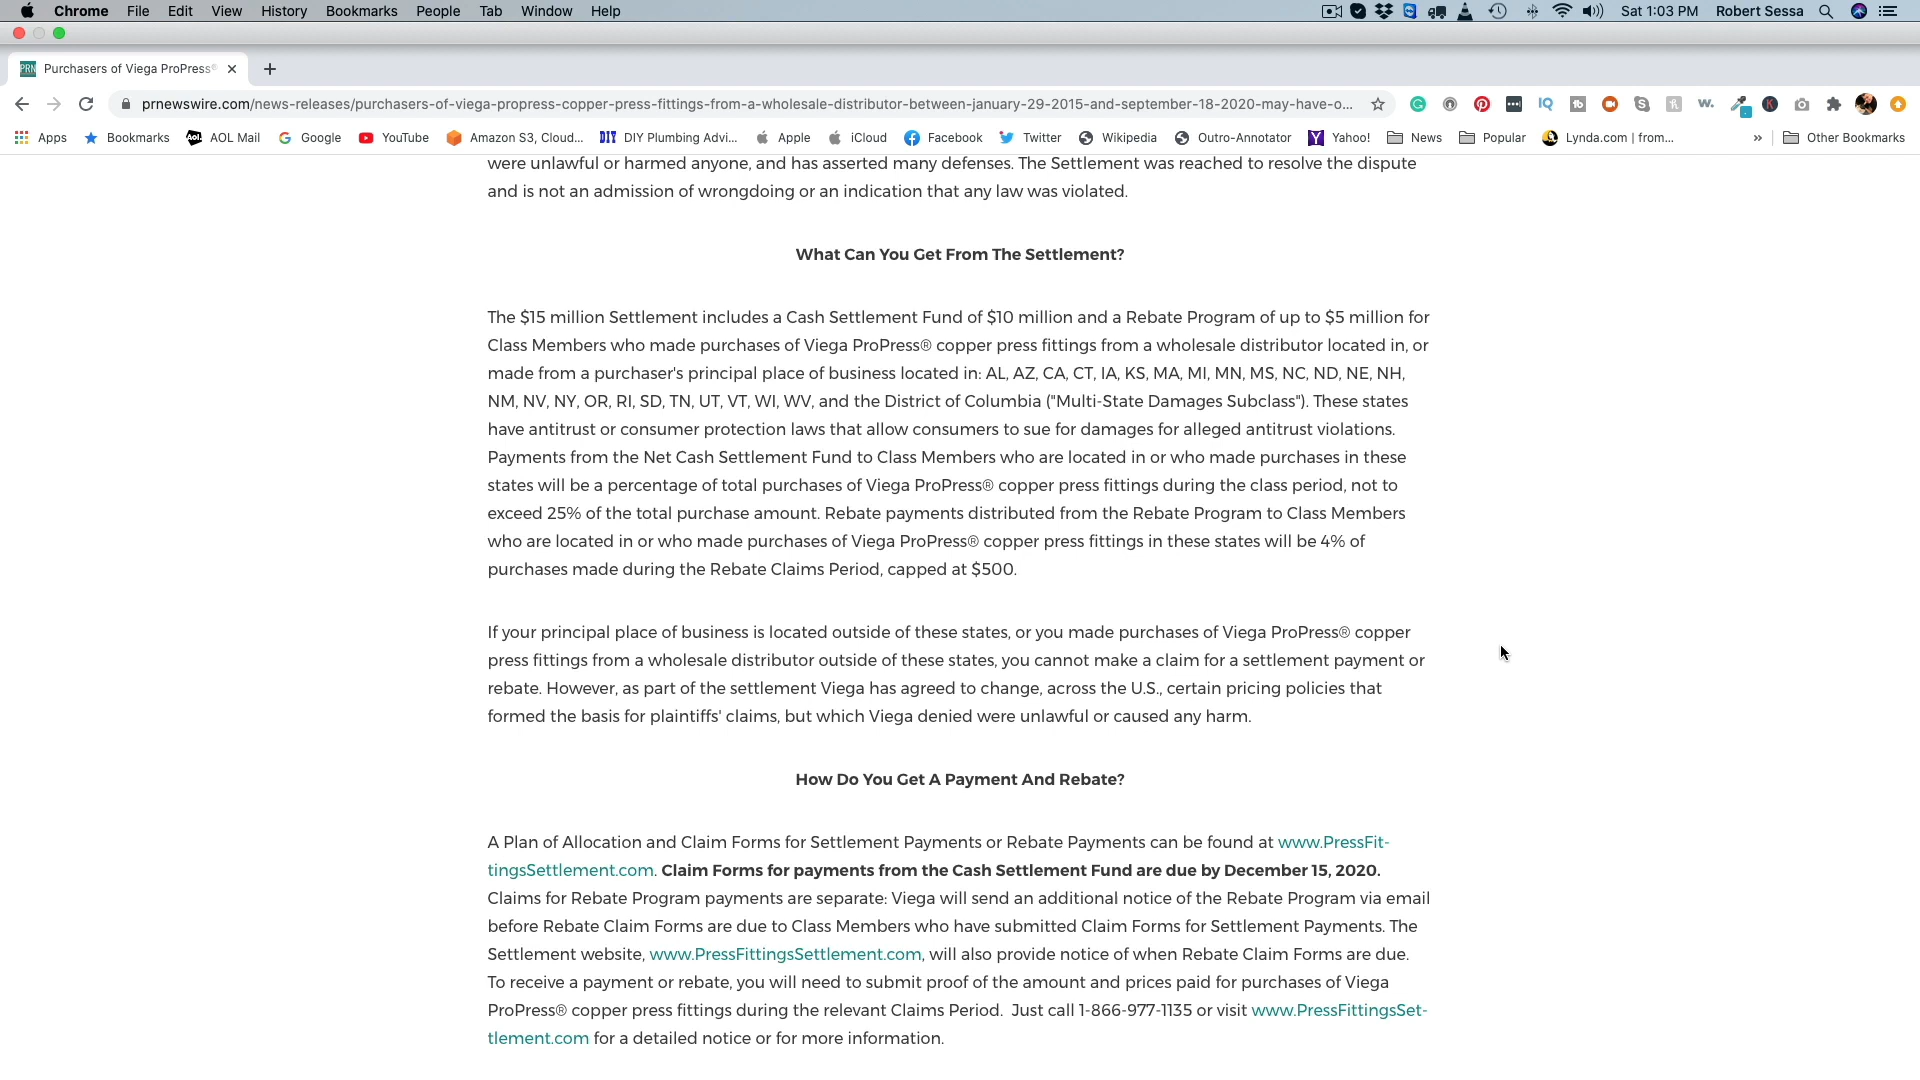 Chrome File Edit View History Bookmarks People Tab Window Help Sat 1:03 PM Robert Sessa
PRN Purchasers of Viega ProPress®
prnewswire.com/news-releases/purchasers-of-viega-propress-copper-press-fittings-from-a-wholesale-distributor-between-january-29-2015-and-september-18-2020-may-have-o...
Apps Bookmarks Aol. AOL Mail Google YouTube Amazon S3, Cloud... DIY Plumbing Advi... Apple iCloud Facebook Twitter Wikipedia Outro-Annotator Yahoo! News Popular Lynda.com | from... » Other Bookmarks
were unlawful or harmed anyone, and has asserted many defenses. The Settlement was reached to resolve the dispute
and is not an admission of wrongdoing or an indication that any law was violated.
What Can You Get From The Settlement?
The $15 million Settlement includes a Cash Settlement Fund of $10 million and a Rebate Program of up to $5 million for
Class Members who made purchases of Viega ProPress® copper press fittings from a wholesale distributor located in, or
made from a purchaser's principal place of business located in: AL, AZ, CA, CT, IA, KS, MA, MI, MN, MS, NC, ND, NE, NH,
NM, NV, NY, OR, RI, SD, TN, UT, VT, WI, WV, and the District of Columbia ("Multi-State Damages Subclass"). These states
have antitrust or consumer protection laws that allow consumers to sue for damages for alleged antitrust violations.
Payments from the Net Cash Settlement Fund to Class Members who are located in or who made purchases in these
states will be a percentage of total purchases of Viega ProPress® copper press fittings during the class period, not to
exceed 25% of the total purchase amount. Rebate payments distributed from the Rebate Program to Class Members
who are located in or who made purchases of Viega ProPress® copper press fittings in these states will be 4% of
purchases made during the Rebate Claims Period, capped at $500.
If your principal place of business is located outside of these states, or you made purchases of Viega ProPress® copper
press fittings from a wholesale distributor outside of these states, you cannot make a claim for a settlement payment or
rebate. However, as part of the settlement Viega has agreed to change, across the U.S., certain pricing policies that
formed the basis for plaintiffs' claims, but which Viega denied were unlawful or caused any harm.
How Do You Get A Payment And Rebate?
A Plan of Allocation and Claim Forms for Settlement Payments or Rebate Payments can be found at www.PressFit-
tingsSettlement.com. Claim Forms for payments from the Cash Settlement Fund are due by December 15, 2020.
Claims for Rebate Program payments are separate: Viega will send an additional notice of the Rebate Program via email
before Rebate Claim Forms are due to Class Members who have submitted Claim Forms for Settlement Payments. The
Settlement website, www.PressFittingsSettlement.com, will also provide notice of when Rebate Claim Forms are due.
To receive a payment or rebate, you will need to submit proof of the amount and prices paid for purchases of Viega
ProPress® copper press fittings during the relevant Claims Period. Just call 1-866-977-1135 or visit www.PressFittingsSet-
tlement.com for a detailed notice or for more information.